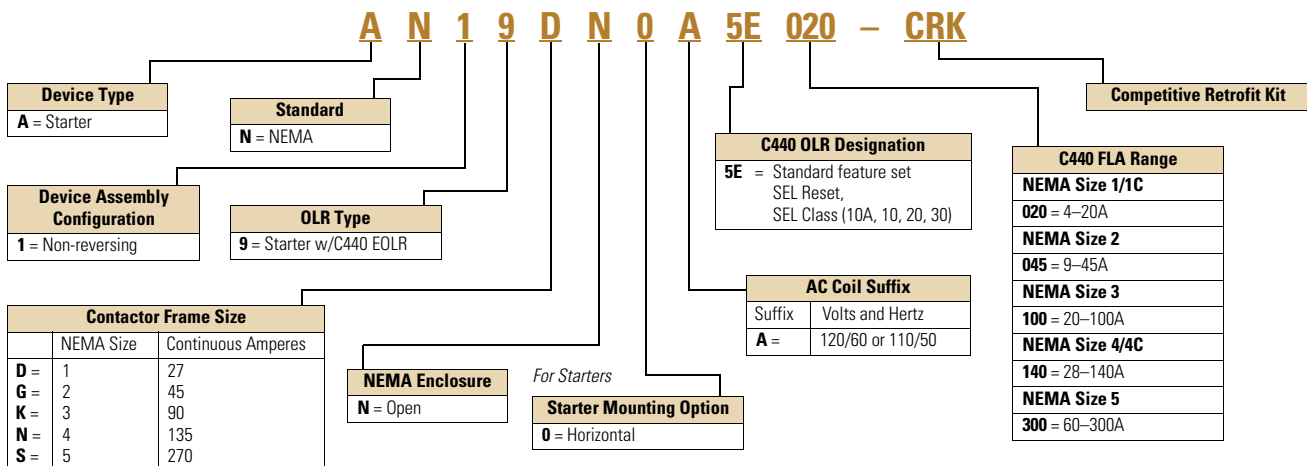 A N 1 9 D N 0 A 5E 020 – CRK
Device Type
A = Starter
Standard
N = NEMA
Competitive Retrofit Kit
C440 OLR Designation
5E = Standard feature set
SEL Reset,
SEL Class (10A, 10, 20, 30)
C440 FLA Range
NEMA Size 1/1C
020 = 4–20A
NEMA Size 2
045 = 9–45A
NEMA Size 3
100 = 20–100A
NEMA Size 4/4C
140 = 28–140A
NEMA Size 5
300 = 60–300A
Device Assembly
Configuration
1 = Non-reversing
OLR Type
9 = Starter w/C440 EOLR
AC Coil Suffix
Suffix Volts and Hertz
A = 120/60 or 110/50
Contactor Frame Size
NEMA Size Continuous Amperes
D = 1 27
G = 2 45
K = 3 90
N = 4 135
S = 5 270
NEMA Enclosure
N = Open
For Starters
Starter Mounting Option
0 = Horizontal